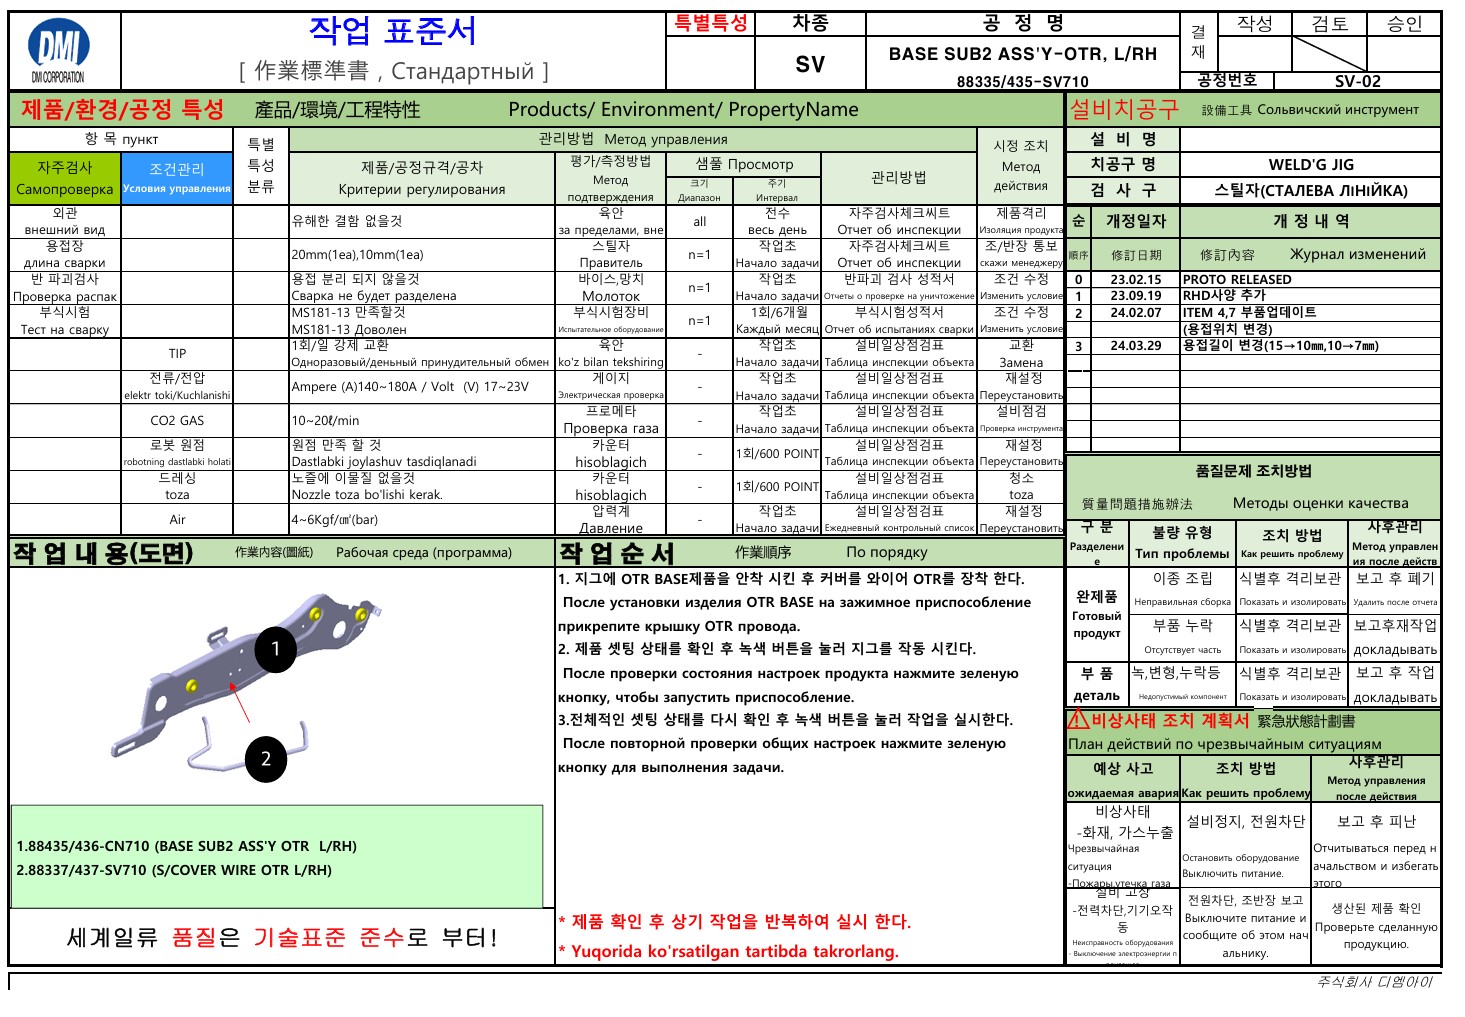 DMI
DMI CORPORATION
작업 표준서
[ 作業標準書 , Стандартный ]
특별특성
차종
SV
공 정 명
BASE SUB2 ASS'Y-OTR, L/RH
88335/435-SV710
결재
작성
검토
승인
공정번호
SV-02
제품/환경/공정 특성 產品/環境/工程特性 Products/ Environment/ PropertyName
항 목 пункт
특별
특성
분류
관리방법 Метод управления
시정 조치
Метод
действия
자주검사
Самопроверка
조건관리
Условия управления
제품/공정규격/공차
Критерии регулирования
평가/측정방법
Метод
подтверждения
샘풀 Просмотр
크기
Диапазон
주기
Интервал
관리방법
외관
внешний вид
유해한 결함 없을것
육안
за пределами, вне
all
전수
весь день
자주검사체크씨트
Отчет об инспекции
제품격리
Изоляция продукта
용접장
длина сварки
20mm(1ea),10mm(1ea)
스틸자
Правитель
n=1
작업초
Начало задачи
자주검사체크씨트
Отчет об инспекции
조/반장 통보
скажи менеджеру
반 파괴검사
Проверка распак
용접 분리 되지 않을것
Сварка не будет разделена
바이스,망치
Молоток
n=1
작업초
Начало задачи
반파괴 검사 성적서
Отчеты о проверке на уничтожение
조건 수정
Изменить условие
부식시험
Тест на сварку
MS181-13 만족할것
MS181-13 Доволен
부식시험장비
Испытательное оборудование
n=1
1회/6개월
Каждый месяц
부식시험성적서
Отчет об испытаниях сварки
조건 수정
Изменить условие
TIP
1회/일 강제 교환
Одноразовый/деньный принудительный обмен
육안
ko'z bilan tekshiring
-
작업초
Начало задачи
설비일상점검표
Таблица инспекции объекта
교환
Замена
전류/전압
elektr toki/Kuchlanishi
Ampere (A)140~180A / Volt (V) 17~23V
게이지
Электрическая проверка
-
작업초
Начало задачи
설비일상점검표
Таблица инспекции объекта
재설정
Переустановить
CO2 GAS
10~20ℓ/min
프로메타
Проверка газа
-
작업초
Начало задачи
설비일상점검표
Таблица инспекции объекта
설비점검
Проверка инструмента
로봇 원점
robotning dastlabki holati
원점 만족 할 것
Dastlabki joylashuv tasdiqlanadi
카운터
hisoblagich
-
1회/600 POINT
설비일상점검표
Таблица инспекции объекта
재설정
Переустановить
드레싱
toza
노즐에 이물질 없을것
Nozzle toza bo'lishi kerak.
카운터
hisoblagich
-
1회/600 POINT
설비일상점검표
Таблица инспекции объекта
청소
toza
Air
4~6Kgf/㎠(bar)
압력계
Давление
-
작업초
Начало задачи
설비일상점검표
Ежедневный контрольный список
재설정
Переустановить
설비치공구 設備工具 Сольвичский инструмент
설 비 명
치공구 명
WELD'G JIG
검 사 구
스틸자(СТАЛЕВА ЛІНІЙКА)
순
개정일자
개 정 내 역
順序
修訂日期
修訂內容 Журнал изменений
0 23.02.15 PROTO RELEASED
1 23.09.19 RHD사양 추가
2 24.02.07 ITEM 4,7 부품업데이트
(용접위치 변경)
3 24.03.29 용접길이 변경(15→10㎜,10→7㎜)
품질문제 조치방법
質量問題措施辦法 Методы оценки качества
구 분
Разделени
е
불량 유형
Тип проблемы
조치 방법
Как решить проблему
사후관리
Метод управлен
ия после действ
완제품
Готовый
продукт
이종 조립
Неправильная сборка
식별후 격리보관
Показать и изолировать
보고 후 폐기
Удалить после отчета
부품 누락
Отсутствует часть
식별후 격리보관
Показать и изолировать
보고후재작업
докладывать
부 품
деталь
녹,변형,누락등
Недопустимый компонент
식별후 격리보관
Показать и изолировать
보고 후 작업
докладывать
비상사태 조치 계획서 緊急狀態計劃書
План действий по чрезвычайным ситуациям
예상 사고
ожидаемая авария
조치 방법
Как решить проблему
사후관리
Метод управления
после действия
비상사태
-화재, 가스누출
Чрезвычайная
ситуация
-Пожары,утечка газа
설비정지, 전원차단
Остановить оборудование
Выключить питание.
보고 후 피난
Отчитываться перед н
ачальством и избегать
этого
설비 고장
-전력차단,기기오작
동
Неисправность оборудования
- Выключение электроэнергии п
전원차단, 조반장 보고
Выключите питание и
сообщите об этом нач
альнику.
생산된 제품 확인
Проверьте сделанную
продукцию.
작 업 내 용(도면) 作業內容(圖紙) Рабочая среда (программа)
1
2
1.88435/436-CN710 (BASE SUB2 ASS'Y OTR L/RH)
2.88337/437-SV710 (S/COVER WIRE OTR L/RH)
세계일류 품질은 기술표준 준수로 부터!
작 업 순 서 作業順序 По порядку
1. 지그에 OTR BASE제품을 안착 시킨 후 커버를 와이어 OTR를 장착 한다.
После установки изделия OTR BASE на зажимное приспособление
прикрепите крышку OTR провода.
2. 제품 셋팅 상태를 확인 후 녹색 버튼을 눌러 지그를 작동 시킨다.
После проверки состояния настроек продукта нажмите зеленую
кнопку, чтобы запустить приспособление.
3.전체적인 셋팅 상태를 다시 확인 후 녹색 버튼을 눌러 작업을 실시한다.
После повторной проверки общих настроек нажмите зеленую
кнопку для выполнения задачи.
* 제품 확인 후 상기 작업을 반복하여 실시 한다.
* Yuqorida ko'rsatilgan tartibda takrorlang.
주식회사 디엠아이